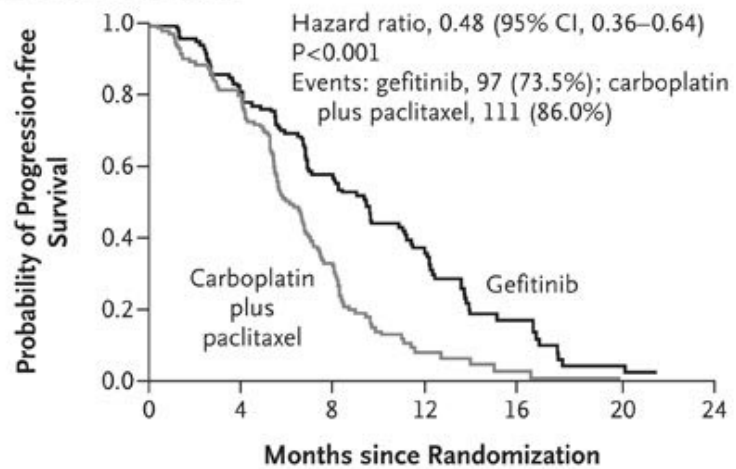 Hazard ratio, 0.48 (95% CI, 0.36–0.64)
P<0.001
Events: gefitinib, 97 (73.5%); carboplatin
plus paclitaxel, 111 (86.0%)
Probability of Progression-free
Survival
1.0
0.8
0.6
0.4
0.2
0.0
Carboplatin
plus
paclitaxel
Gefitinib
0 4 8 12 16 20 24
Months since Randomization